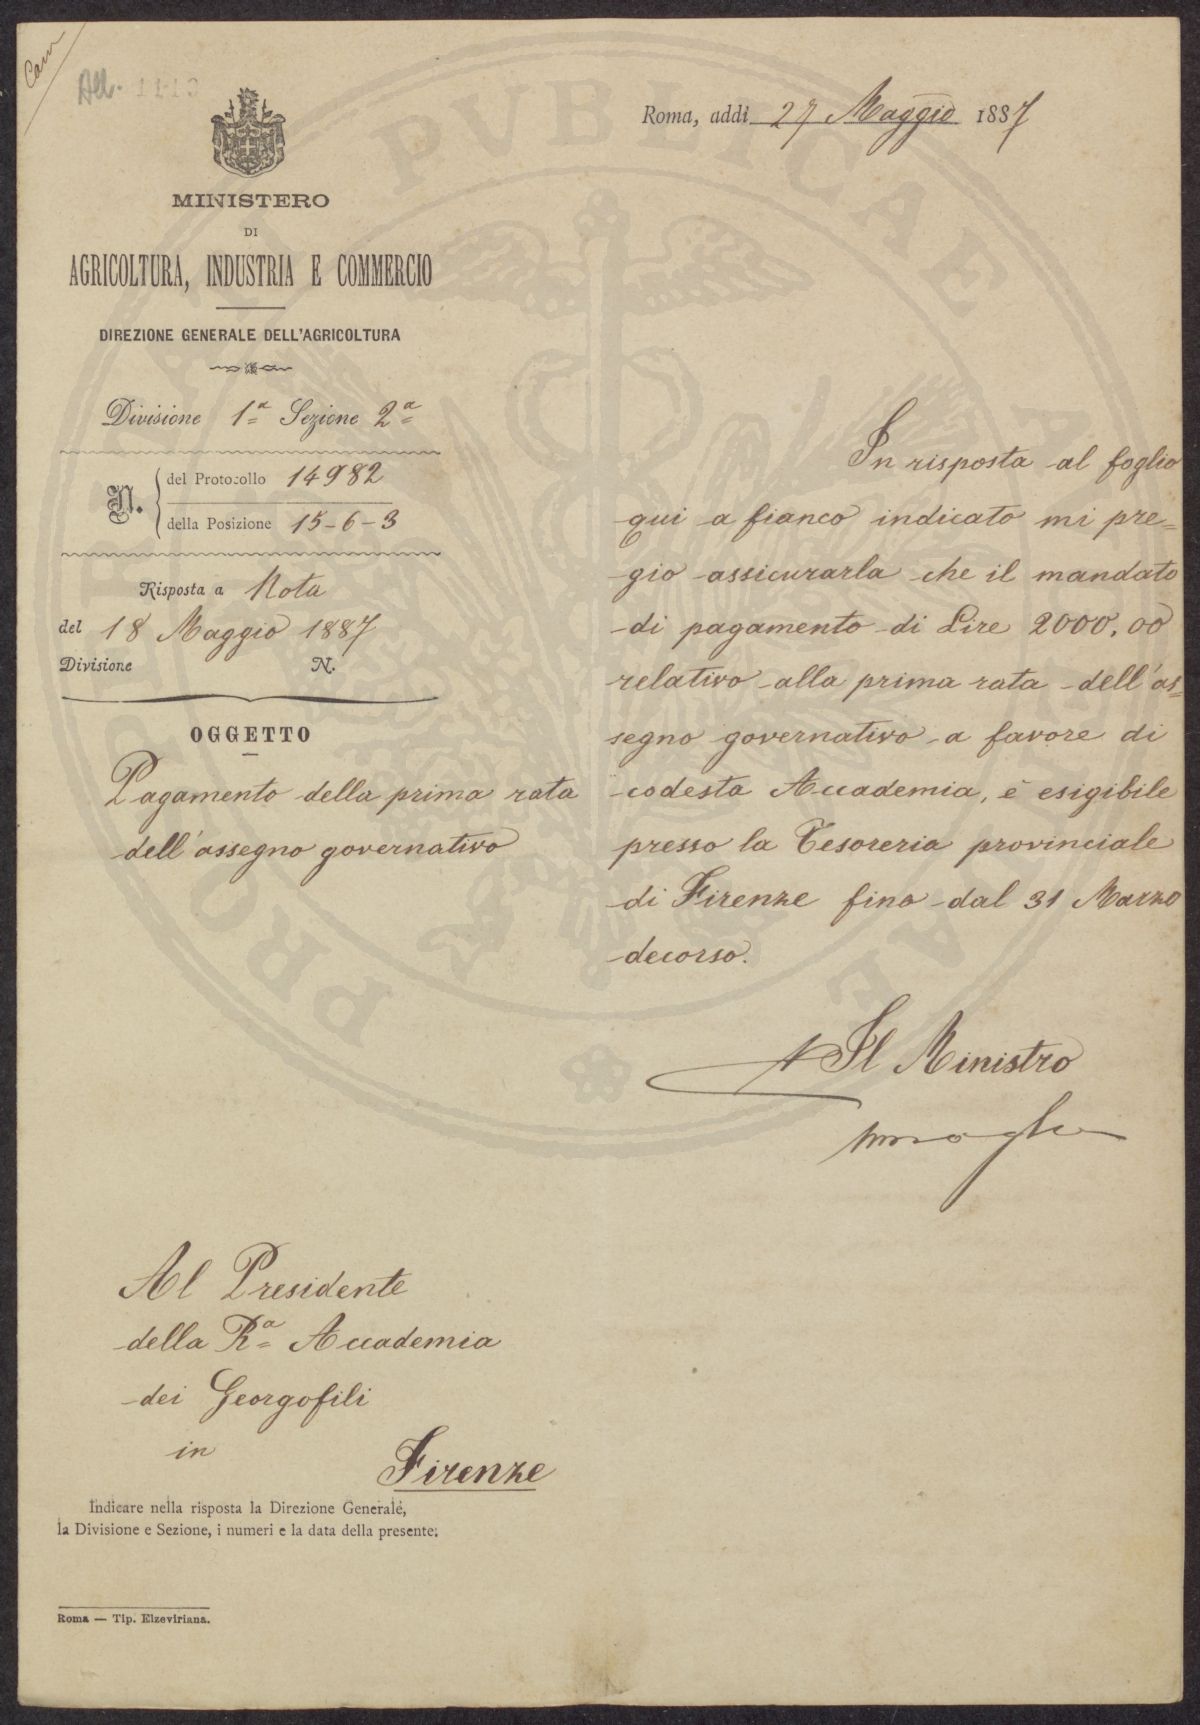 Cam
All. 1110
MINISTERO
DI
AGRICOLTURA, INDUSTRIA E COMMERCIO
DIREZIONE GENERALE DELL'AGRICOLTURA
Divisione 1ª Sezione 2ª
N. del Protocollo 14982
della Posizione 15-6-3
Risposta a Nota
del 18 Maggio 1887
Divisione N.
OGGETTO
Pagamento della prima rata
dell'assegno governativo
Roma, addì 27 Maggio 1887
In risposta al foglio
qui a fianco indicato mi pre=
gio assicurarla che il mandato
di pagamento di Lire 2000,00
relativo alla prima rata dell'as=
segno governativo a favore di
codesta Accademia, è esigibile
presso la Tesoreria provinciale
di Firenze fino dal 31 Marzo
decorso.
Il Ministro
Al Presidente
della Rª Accademia
dei Georgofili
in
Firenze
Indicare nella risposta la Direzione Generale,
la Divisione e Sezione, i numeri e la data della presente.
Roma — Tip. Elzeviriana.
PROSPERITATI PUBLICAE AUGENDAE